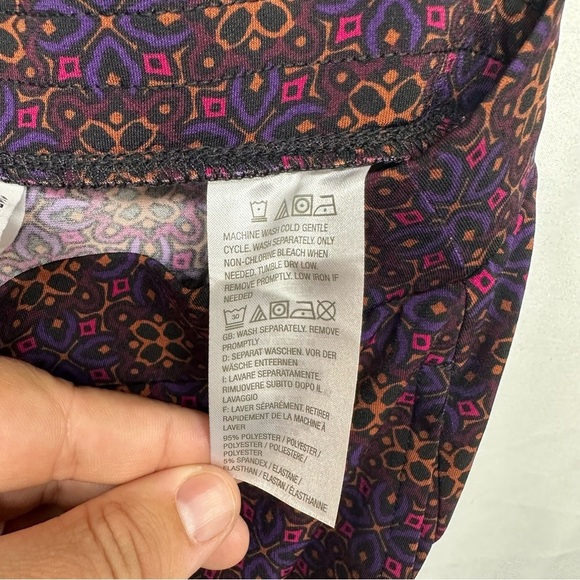 MACHINE WASH COLD GENTLE
CYCLE. WASH SEPARATELY. ONLY
NON-CHLORINE BLEACH WHEN
NEEDED. TUMBLE DRY LOW.
REMOVE PROMPTLY. LOW IRON IF
NEEDED
30
GB: WASH SEPARATELY. REMOVE
PROMPTLY
D: SEPARAT WASCHEN. VOR DER
WÄSCHE ENTFERNEN
I: LAVARE SEPARATAMENTE.
RIMUOVERE SUBITO DOPO IL
LAVAGGIO
F: LAVER SÉPARÉMENT. RETIRER
RAPIDEMENT DE LA MACHINE À
LAVER
95% POLYESTER / POLYESTER /
POLYESTER / POLIESTERE /
5% SPANDEX / ELASTANE /
ELASTHAN / ELASTAN / ÉLASTHANNE